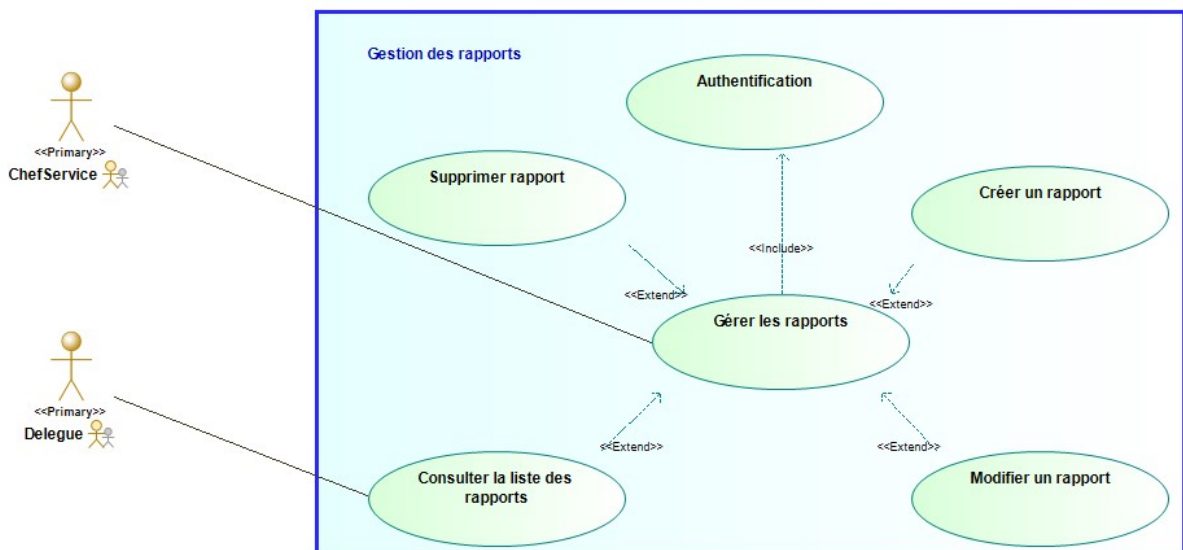 Gestion des rapports
Authentification
<<Primary>>
ChefService
Supprimer rapport
Créer un rapport
<<Include>>
<<Extend>>
<<Extend>>
Gérer les rapports
<<Primary>>
Delegue
<<Extend>>
<<Extend>>
Consulter la liste des
rapports
Modifier un rapport